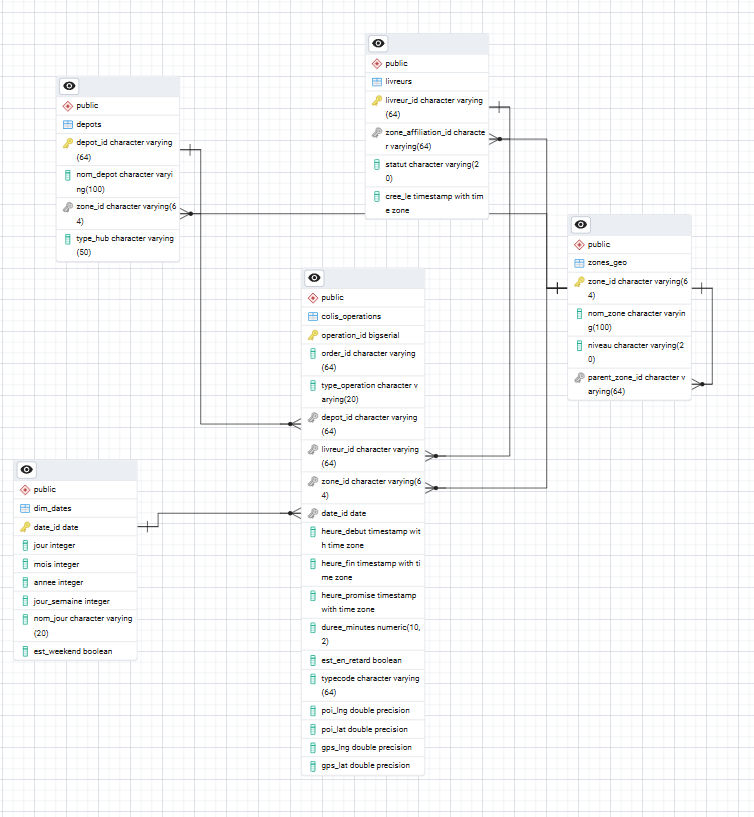 public
livreurs
livreur_id character varying
(64)
zone_affiliation_id characte
r varying(64)
statut character varying(2
0)
cree_le timestamp with tim
e zone
public
depots
depot_id character varying
(64)
nom_depot character varyi
ng(100)
zone_id character varying(6
4)
type_hub character varying
(50)
public
zones_geo
zone_id character varying(6
4)
nom_zone character varyin
g(100)
niveau character varying(2
0)
parent_zone_id character v
arying(64)
public
colis_operations
operation_id bigserial
order_id character varying
(64)
type_operation character v
arying(20)
depot_id character varying
(64)
livreur_id character varying
(64)
zone_id character varying(6
4)
date_id date
heure_debut timestamp wit
h time zone
heure_fin timestamp with ti
me zone
heure_promise timestamp
with time zone
duree_minutes numeric(10,
2)
est_en_retard boolean
typecode character varying
(64)
poi_lng double precision
poi_lat double precision
gps_lng double precision
gps_lat double precision
public
dim_dates
date_id date
jour integer
mois integer
annee integer
jour_semaine integer
nom_jour character varying
(20)
est_weekend boolean